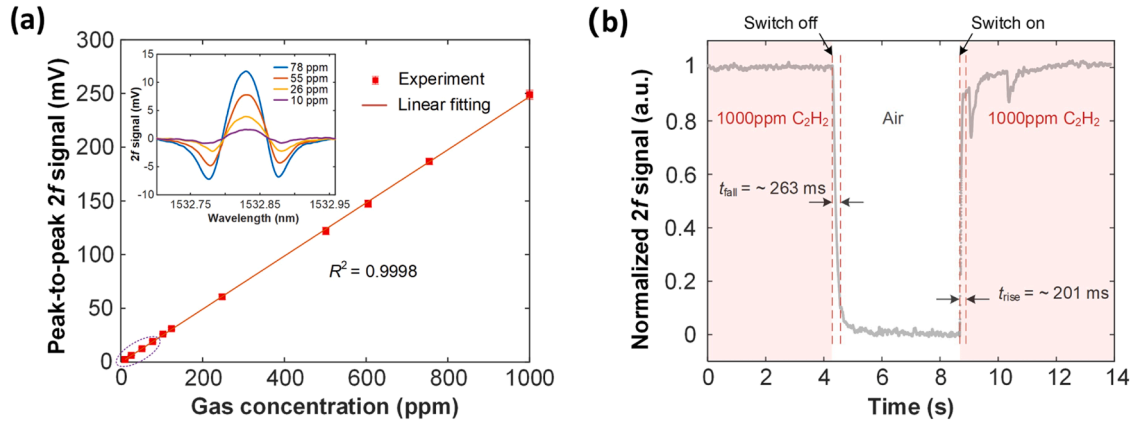 (a)
Peak-to-peak 2f signal (mV)
300
250
200
150
100
50
0
0
200
400
600
800
1000
Gas concentration (ppm)
Experiment
Linear fitting
R² = 0.9998
2f signal (mV)
15
10
5
0
-5
-10
1532.75
1532.85
1532.95
Wavelength (nm)
78 ppm
55 ppm
26 ppm
10 ppm
(b)
Switch off
Switch on
Normalized 2f signal (a.u.)
1
0.8
0.6
0.4
0.2
0
0
2
4
6
8
10
12
14
Time (s)
1000ppm C₂H₂
Air
1000ppm C₂H₂
tfall = ~ 263 ms
trise = ~ 201 ms